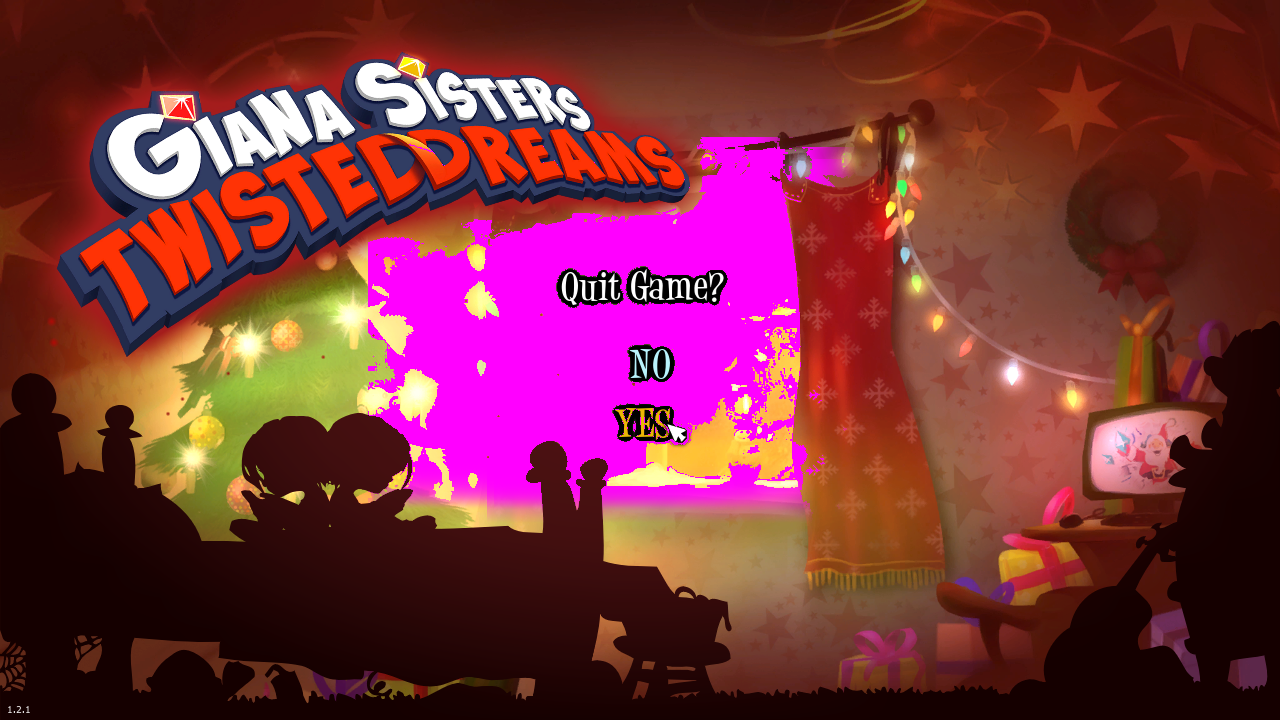 GIANA SISTERS
TWISTED DREAMS
Quit Game?
NO
YES
1.2.1